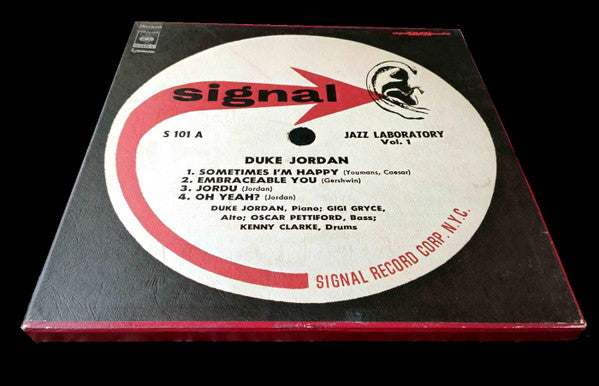 SAVOY
signal
S 101 A
JAZZ LABORATORY
Vol. 1
DUKE JORDAN
1. SOMETIMES I'M HAPPY (Youmans, Caesar)
2. EMBRACEABLE YOU (Gershwin)
3. JORDU (Jordan)
4. OH YEAH? (Jordan)
DUKE JORDAN, Piano; GIGI GRYCE,
Alto; OSCAR PETTIFORD, Bass;
KENNY CLARKE, Drums
SIGNAL RECORD CORP. N.Y.C.